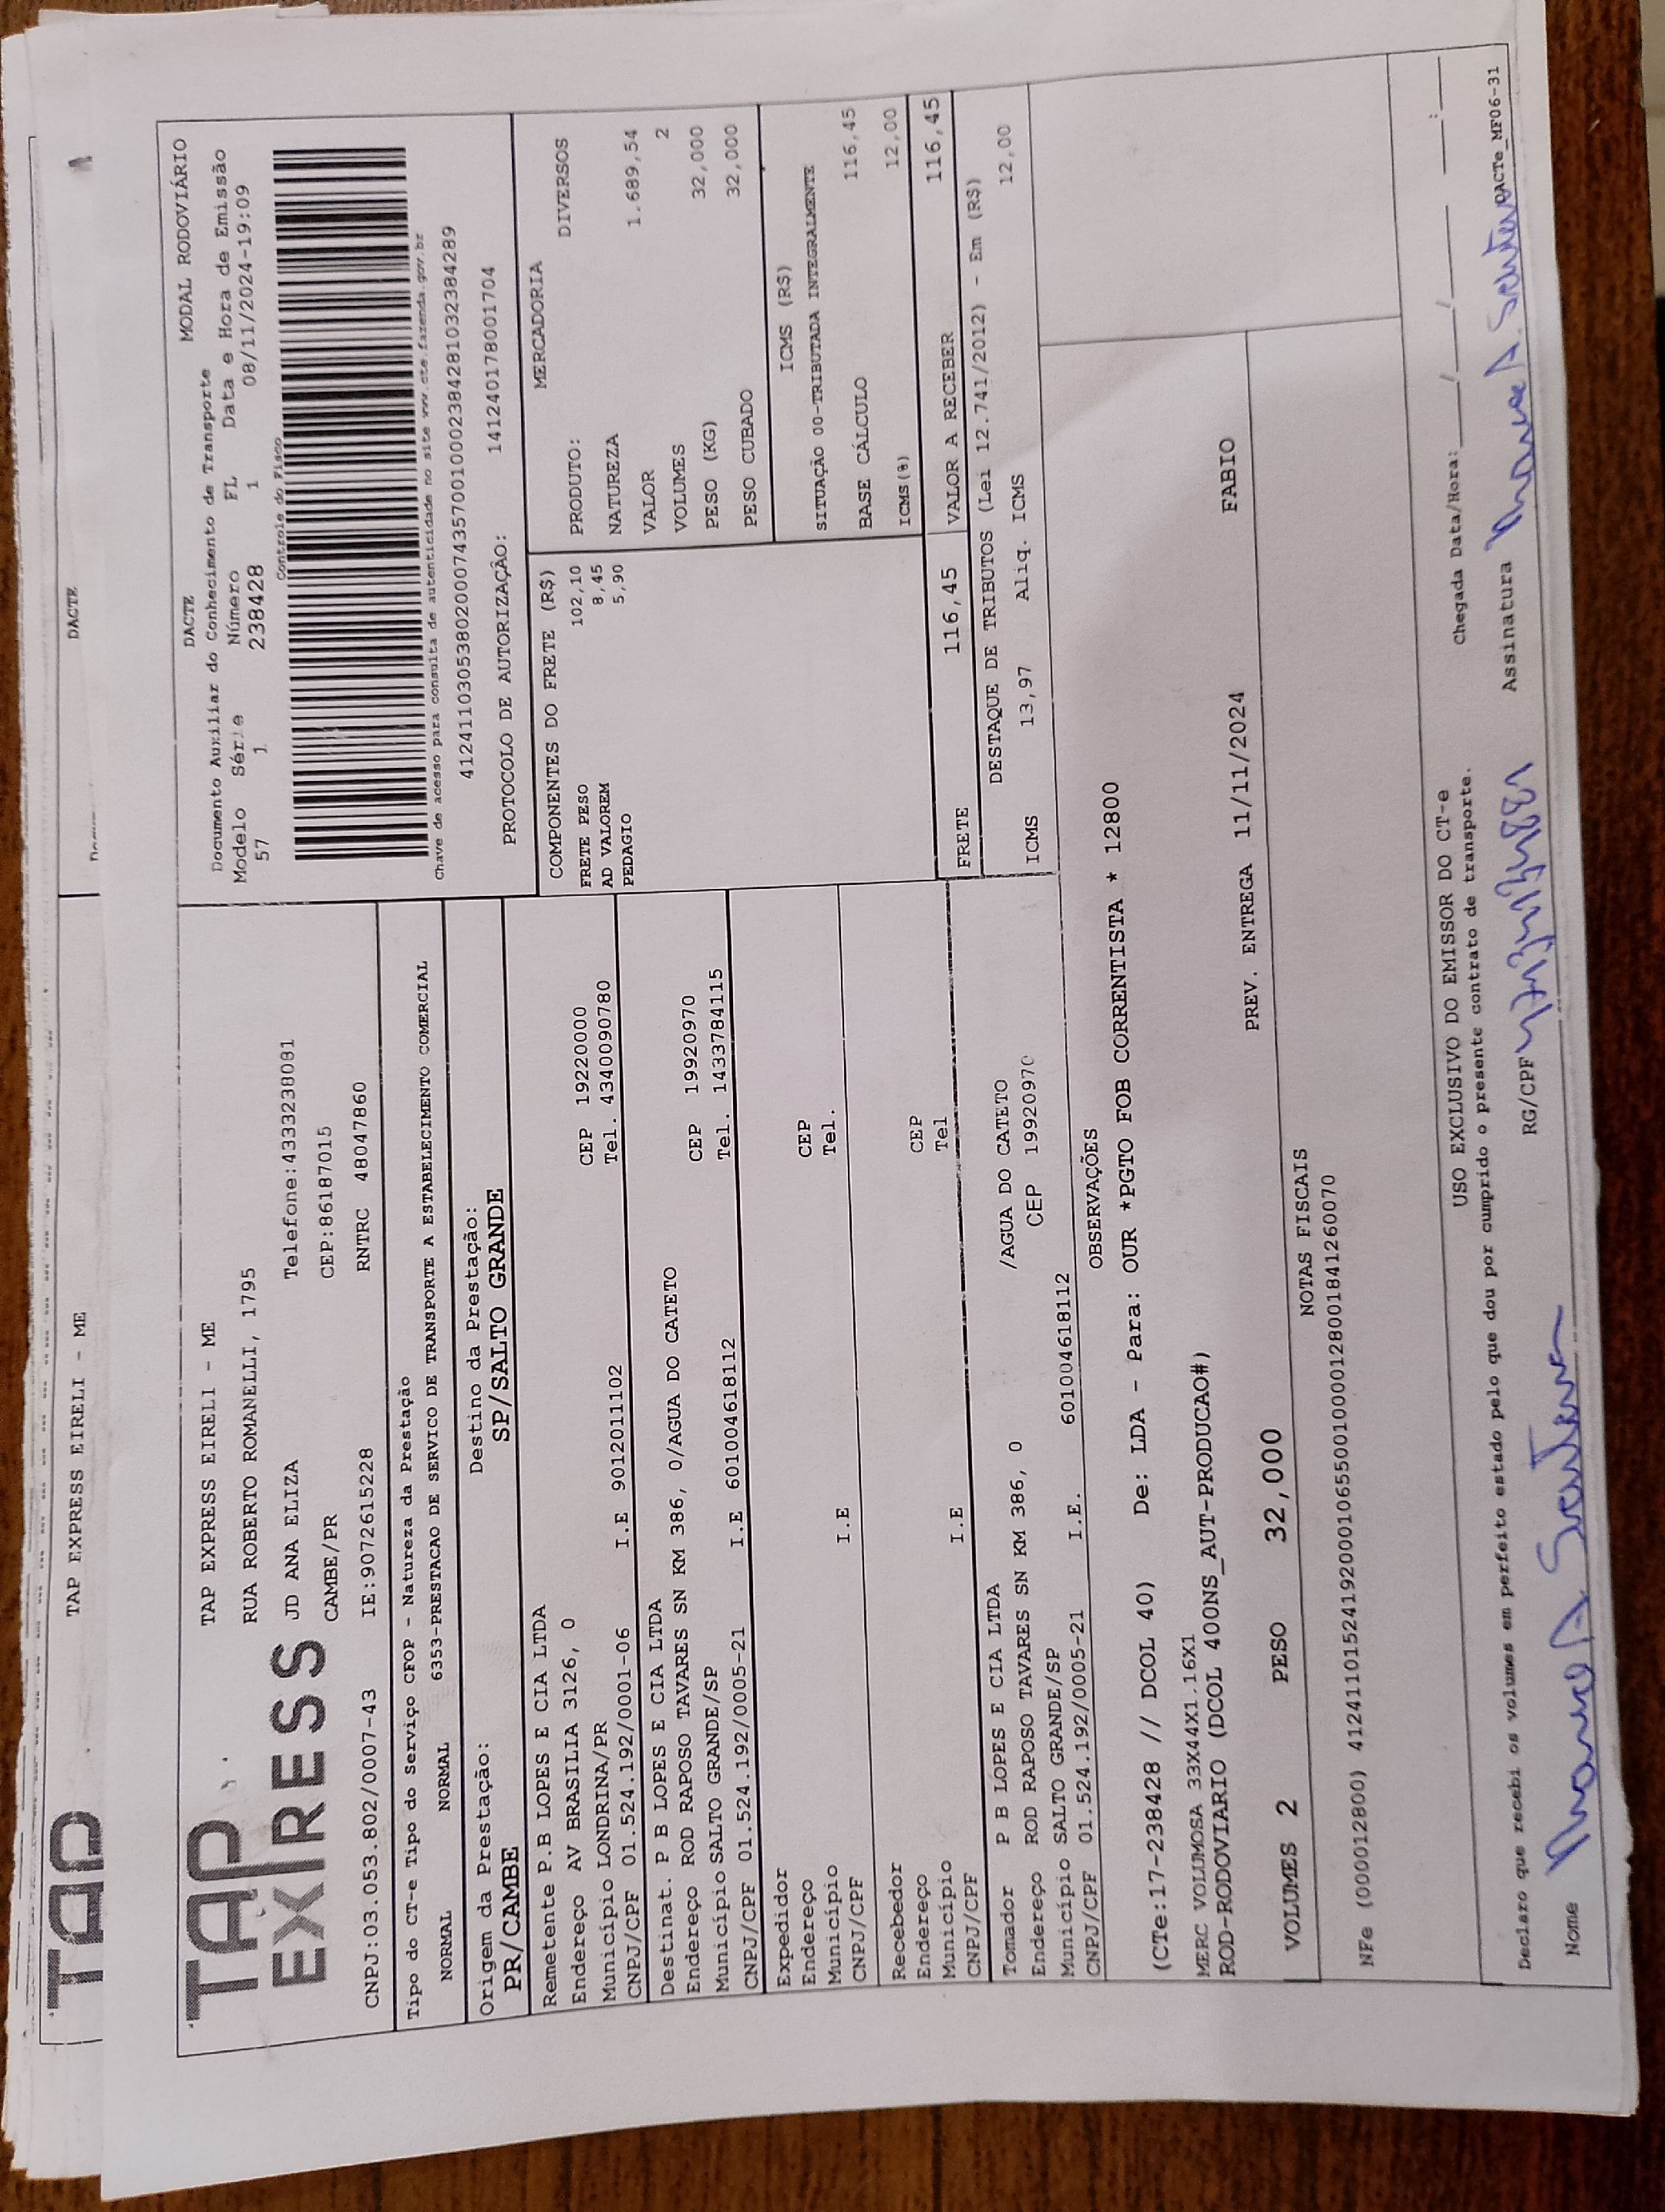 TAP EXPRESS EIRELI - ME
DACTE
TAP
TAP
EXPRESS
TAP EXPRESS EIRELI - ME
RUA ROBERTO ROMANELLI, 1795
JD ANA ELIZA Telefone:4333238081
CAMBE/PR CEP:86187015
CNPJ:03.053.802/0007-43 IE:9072615228 RNTRC 48047860
DACTE MODAL RODOVIÁRIO
Documento Auxiliar do Conhecimento de Transporte
Modelo Série Número FL Data e Hora de Emissão
57 1 238428 1 08/11/2024-19:09
Controle do Fisco
Chave de acesso para consulta de autenticidade no site www.cte.fazenda.gov.br
41241103053802000743570010002384281032384289
PROTOCOLO DE AUTORIZAÇÃO: 141240178001704
Tipo do CT-e Tipo do Serviço CFOP - Natureza da Prestação
NORMAL NORMAL 6353-PRESTACAO DE SERVICO DE TRANSPORTE A ESTABELECIMENTO COMERCIAL
Origem da Prestação: Destino da Prestação:
PR/CAMBE SP/SALTO GRANDE
Remetente P.B LOPES E CIA LTDA
Endereço AV BRASILIA 3126, 0 CEP 19220000
Município LONDRINA/PR Tel. 4340090780
CNPJ/CPF 01.524.192/0001-06 I.E 9012011102
Destinat. P B LOPES E CIA LTDA
Endereço ROD RAPOSO TAVARES SN KM 386, 0/AGUA DO CATETO CEP 19920970
Município SALTO GRANDE/SP Tel. 1433784115
CNPJ/CPF 01.524.192/0005-21 I.E 601004618112
Expedidor
Endereço CEP
Município Tel.
CNPJ/CPF I.E
Recebedor
Endereço CEP
Município Tel
CNPJ/CPF I.E
Tomador P B LOPES E CIA LTDA
Endereço ROD RAPOSO TAVARES SN KM 386, 0 /AGUA DO CATETO
Município SALTO GRANDE/SP CEP 19920970
CNPJ/CPF 01.524.192/0005-21 I.E. 601004618112
COMPONENTES DO FRETE (R$)
FRETE PESO 102,10
AD VALOREM 8,45
PEDAGIO 5,90
MERCADORIA
PRODUTO: DIVERSOS
NATUREZA
VALOR 1.689,54
VOLUMES 2
PESO (KG) 32,000
PESO CUBADO 32,000
ICMS (R$)
SITUAÇÃO 00-TRIBUTADA INTEGRALMENTE
BASE CÁLCULO 116,45
ICMS(%) 12,00
FRETE 116,45 VALOR A RECEBER 116,45
DESTAQUE DE TRIBUTOS (Lei 12.741/2012) - Em (R$)
ICMS 13,97 Aliq. ICMS 12,00
OBSERVAÇÕES
(CTe:17-238428 // DCOL 40) De: LDA - Para: OUR *PGTO FOB CORRENTISTA * 12800
MERC VOLUMOSA 33X44X1.16X1
ROD-RODOVIARIO (DCOL 400NS_AUT-PRODUCAO#)
PREV. ENTREGA 11/11/2024 FABIO
VOLUMES 2 PESO 32,000
NOTAS FISCAIS
NFe (000012800) 41241101524192000106550010000128001841260070
USO EXCLUSIVO DO EMISSOR DO CT-e
Chegada Data/Hora: ____/____/____ ___:___
Declaro que recebi os volumes em perfeito estado pelo que dou por cumprido o presente contrato de transporte.
Nome RG/CPF Assinatura
DACTe_MF06-31